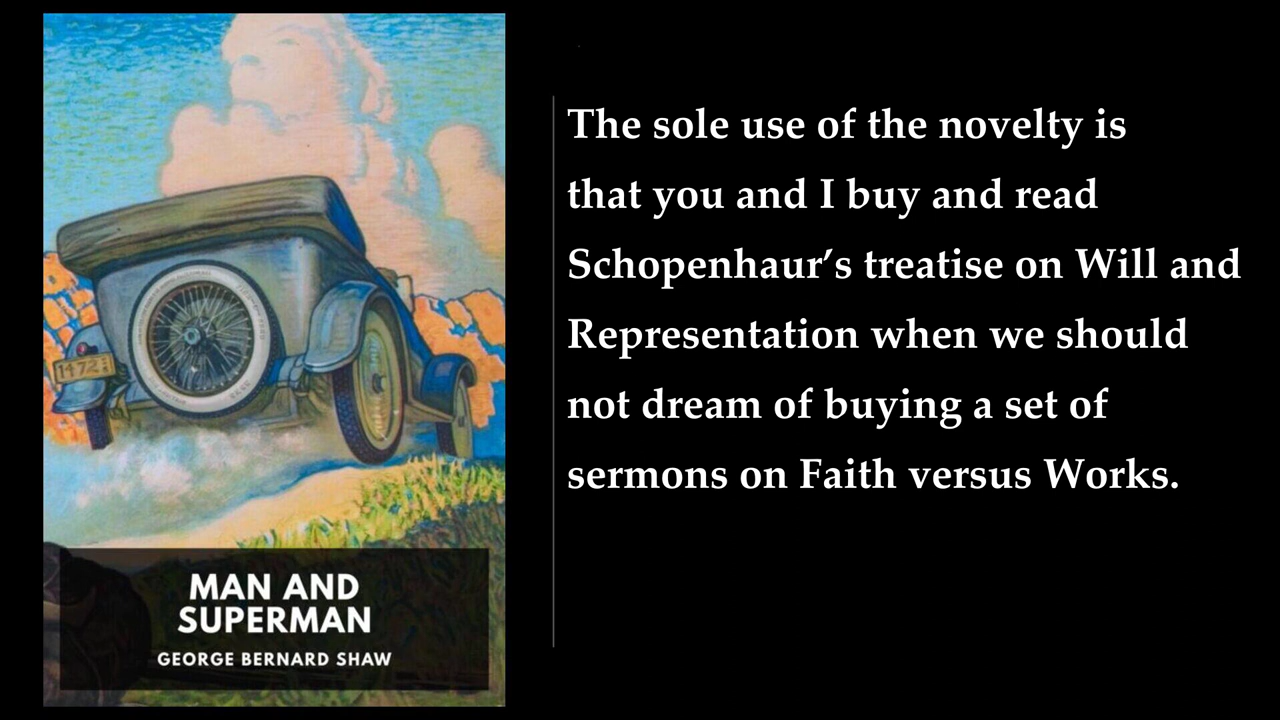 1472
MAN AND
SUPERMAN
GEORGE BERNARD SHAW
The sole use of the novelty is
that you and I buy and read
Schopenhaur’s treatise on Will and
Representation when we should
not dream of buying a set of
sermons on Faith versus Works.